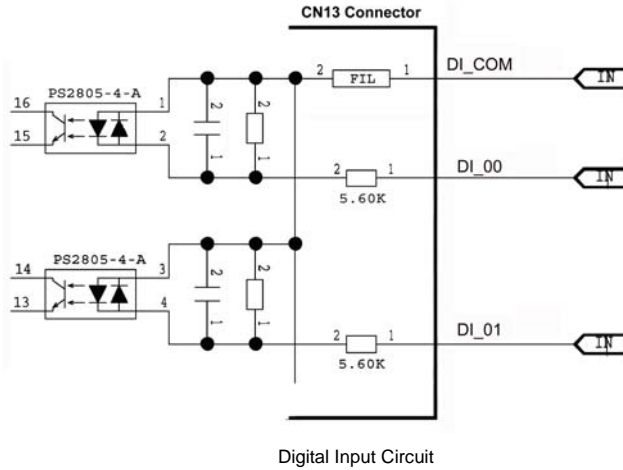 CN13 Connector
PS2805-4-A
16
15
1
2
2
1
2
1
2
FIL
1
DI_COM
IN
2
1
5.60K
DI_00
IN
PS2805-4-A
14
13
3
4
2
1
2
1
2
1
5.60K
DI_01
IN
Digital Input Circuit